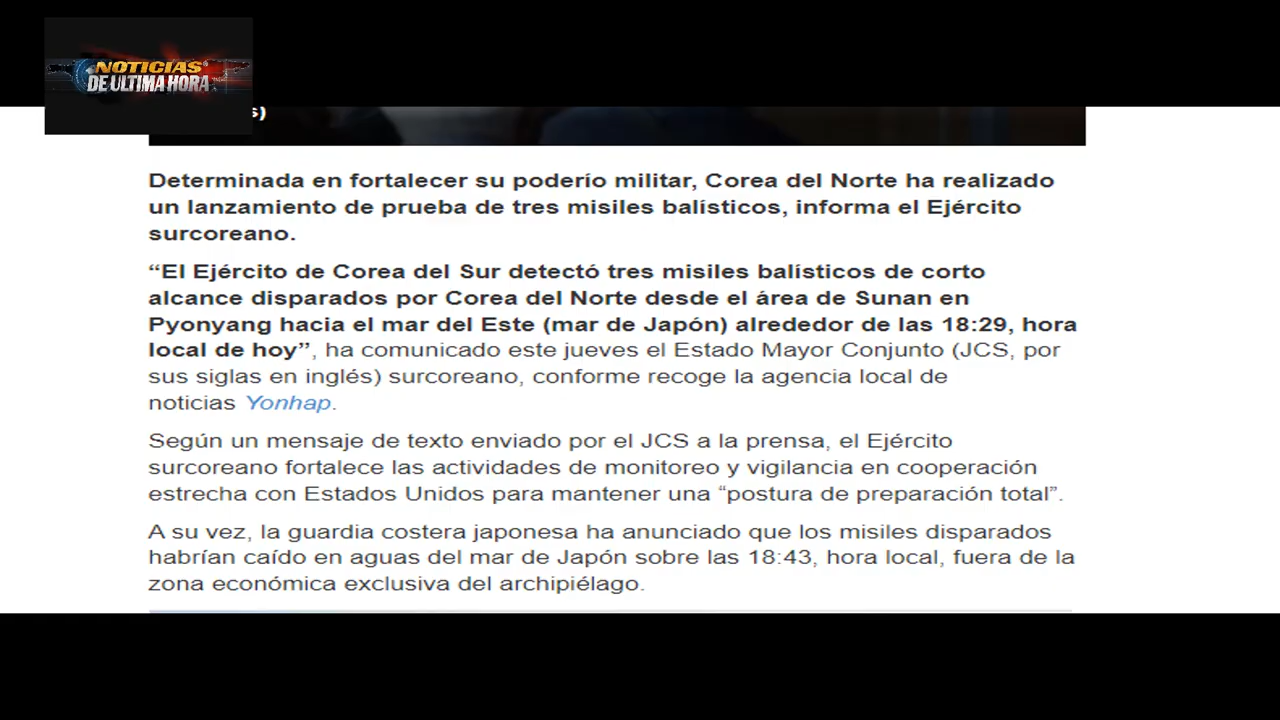 NOTICIAS
DE ULTIMA HORA
s)
Determinada en fortalecer su poderío militar, Corea del Norte ha realizado
un lanzamiento de prueba de tres misiles balísticos, informa el Ejército
surcoreano.
“El Ejército de Corea del Sur detectó tres misiles balísticos de corto
alcance disparados por Corea del Norte desde el área de Sunan en
Pyonyang hacia el mar del Este (mar de Japón) alrededor de las 18:29, hora
local de hoy”, ha comunicado este jueves el Estado Mayor Conjunto (JCS, por
sus siglas en inglés) surcoreano, conforme recoge la agencia local de
noticias Yonhap.
Según un mensaje de texto enviado por el JCS a la prensa, el Ejército
surcoreano fortalece las actividades de monitoreo y vigilancia en cooperación
estrecha con Estados Unidos para mantener una “postura de preparación total”.
A su vez, la guardia costera japonesa ha anunciado que los misiles disparados
habrían caído en aguas del mar de Japón sobre las 18:43, hora local, fuera de la
zona económica exclusiva del archipiélago.